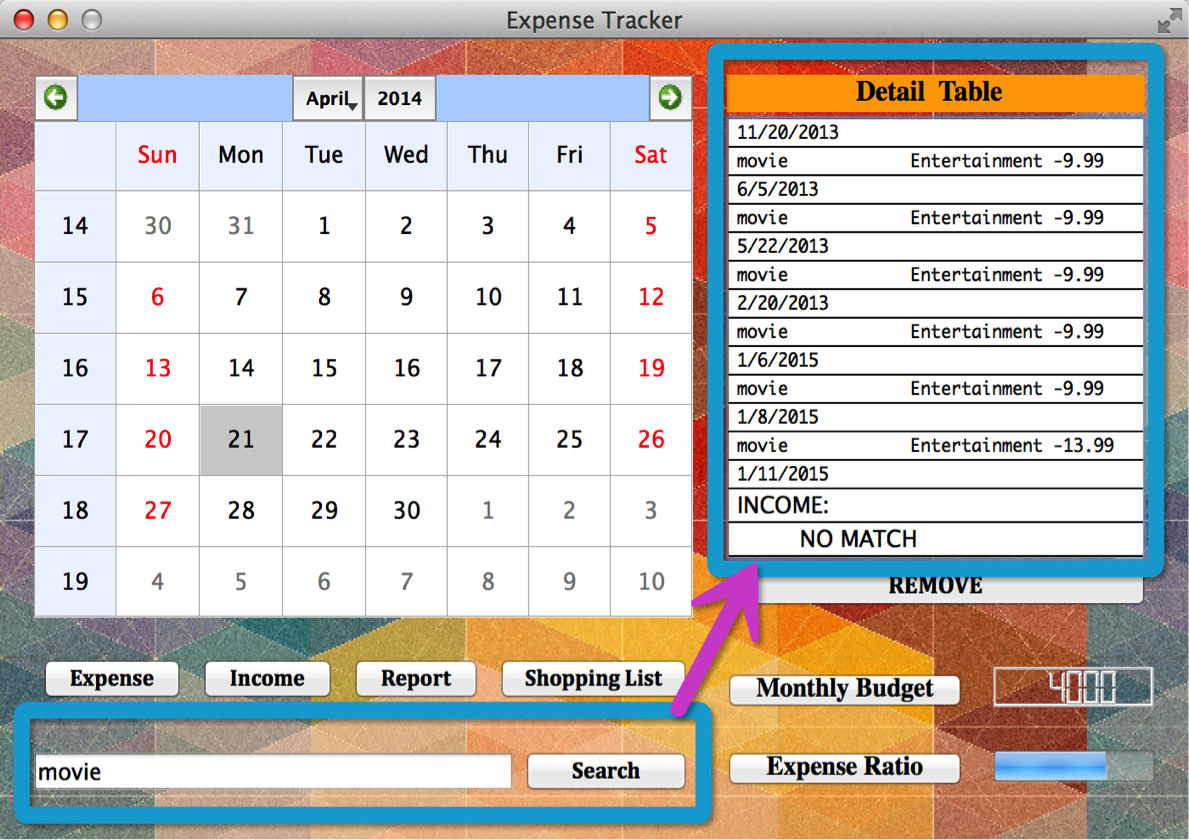 Expense Tracker
April 2014
Sun Mon Tue Wed Thu Fri Sat
14 30 31 1 2 3 4 5
15 6 7 8 9 10 11 12
16 13 14 15 16 17 18 19
17 20 21 22 23 24 25 26
18 27 28 29 30 1 2 3
19 4 5 6 7 8 9 10
Detail Table
11/20/2013
movie Entertainment -9.99
6/5/2013
movie Entertainment -9.99
5/22/2013
movie Entertainment -9.99
2/20/2013
movie Entertainment -9.99
1/6/2015
movie Entertainment -9.99
1/8/2015
movie Entertainment -13.99
1/11/2015
INCOME:
NO MATCH
REMOVE
Expense Income Report Shopping List
Monthly Budget 4000
movie Search
Expense Ratio